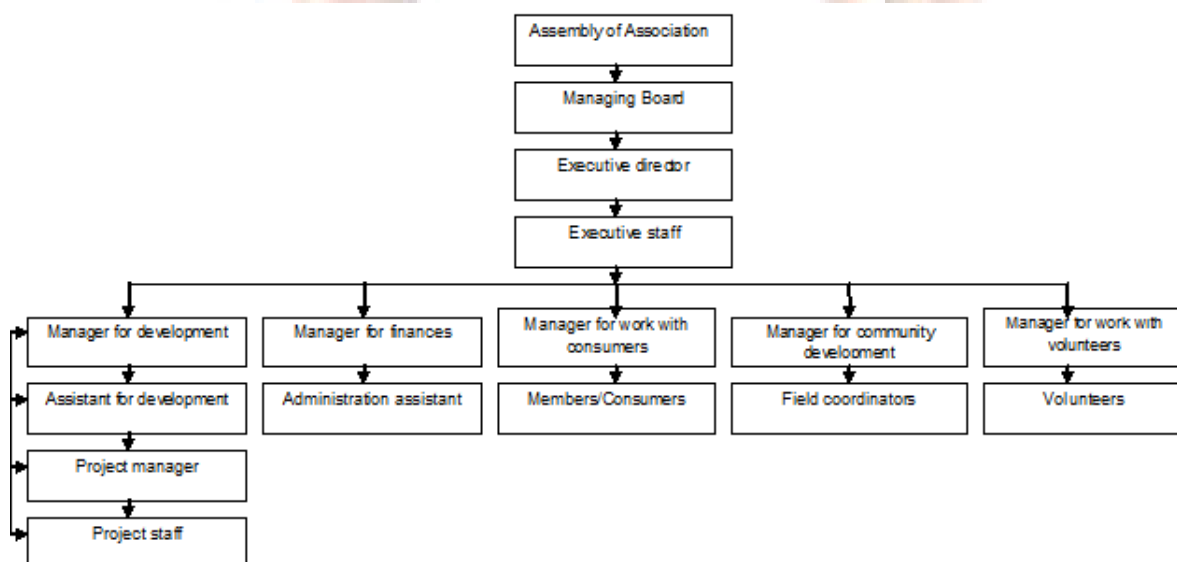 Assembly of Association
Managing Board
Executive director
Executive staff
Manager for development
Manager for finances
Manager for work with
consumers
Manager for community
development
Manager for work with
volunteers
Assistant for development
Administration assistant
Members/Consumers
Field coordinators
Volunteers
Project manager
Project staff